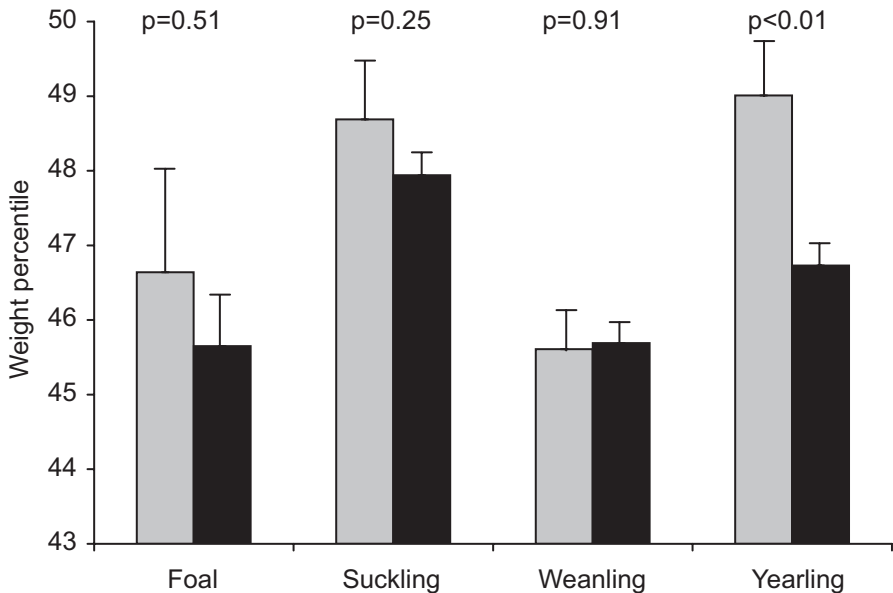 50
p=0.51 p=0.25 p=0.91 p<0.01
49
48
47
46
45
44
43
Weight percentile
Foal Suckling Weanling Yearling